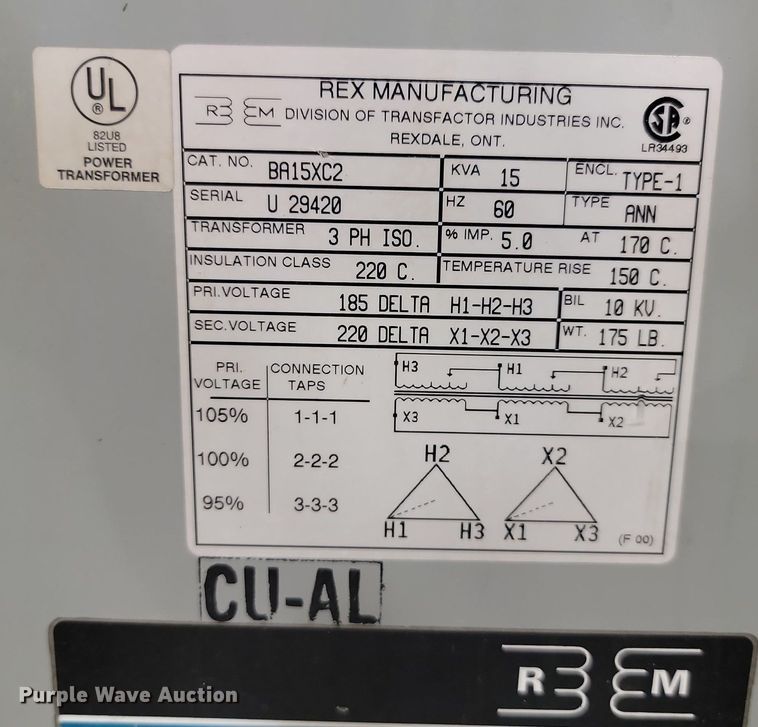 UL
®
82U8
LISTED
POWER
TRANSFORMER
REX MANUFACTURING
R M DIVISION OF TRANSFACTOR INDUSTRIES INC.
REXDALE, ONT.
SA ®
LR34493
CAT. NO. BA15XC2 KVA 15 ENCL. TYPE-1
SERIAL U 29420 HZ 60 TYPE ANN
TRANSFORMER 3 PH ISO. % IMP. 5.0 AT 170 C.
INSULATION CLASS 220 C. TEMPERATURE RISE 150 C.
PRI.VOLTAGE 185 DELTA H1-H2-H3 BIL 10 KV.
SEC.VOLTAGE 220 DELTA X1-X2-X3 WT. 175 LB.
PRI. CONNECTION
VOLTAGE TAPS
105% 1-1-1
100% 2-2-2
95% 3-3-3
H3 H1 H2
X3 X1 X2
H2 X2
H1 H3 X1 X3
(F 00)
CU-AL
R M
Purple Wave Auction